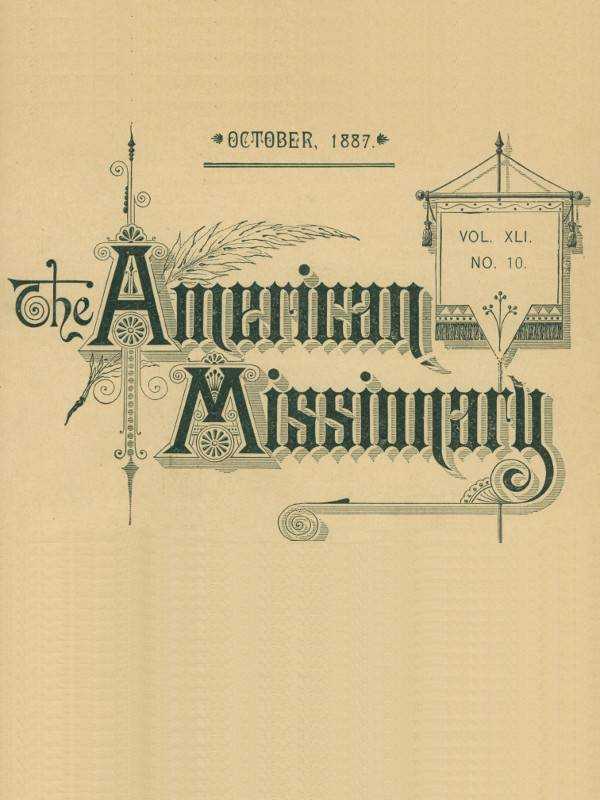 OCTOBER, 1887.
VOL. XLI.
NO. 10.
The American
Missionary